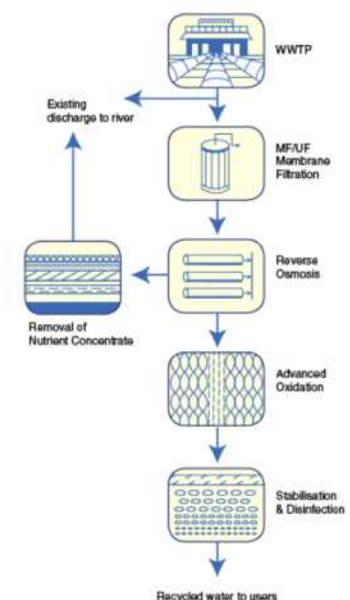 WWTP
Existing
discharge to river
MF/UF
Membrane
Filtration
Reverse
Osmosis
Removal of
Nutrient Concentrate
Advanced
Oxidation
Stabilisation
& Disinfection
Recycled water to users